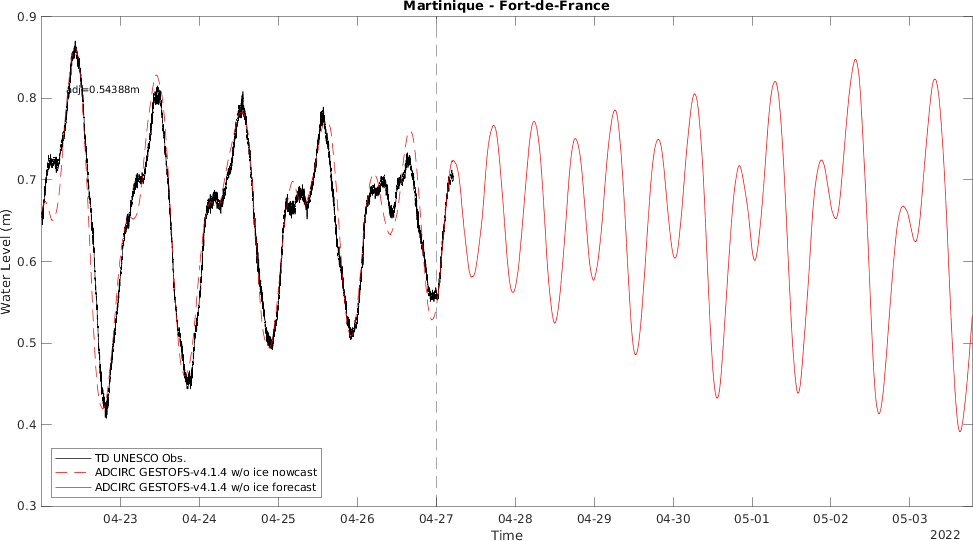 Martinique - Fort-de-France
0.9
0.8
0.7
0.6
0.5
0.4
0.3
Water Level (m)
adj=0.54388m
TD UNESCO Obs.
ADCIRC GESTOFS-v4.1.4 w/o ice nowcast
ADCIRC GESTOFS-v4.1.4 w/o ice forecast
04-23 04-24 04-25 04-26 04-27 04-28 04-29 04-30 05-01 05-02 05-03
Time
2022